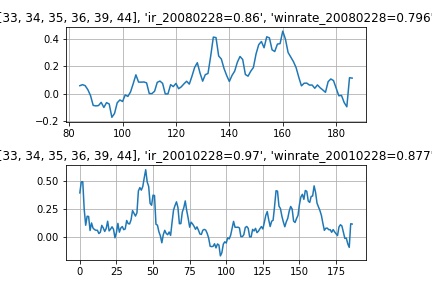 [33, 34, 35, 36, 39, 44], 'ir_20080228=0.86', 'winrate_20080228=0.796'
0.4
0.2
0.0
−0.2
80 100 120 140 160 180
[33, 34, 35, 36, 39, 44], 'ir_20010228=0.97', 'winrate_20010228=0.877'
0.50
0.25
0.00
0 25 50 75 100 125 150 175